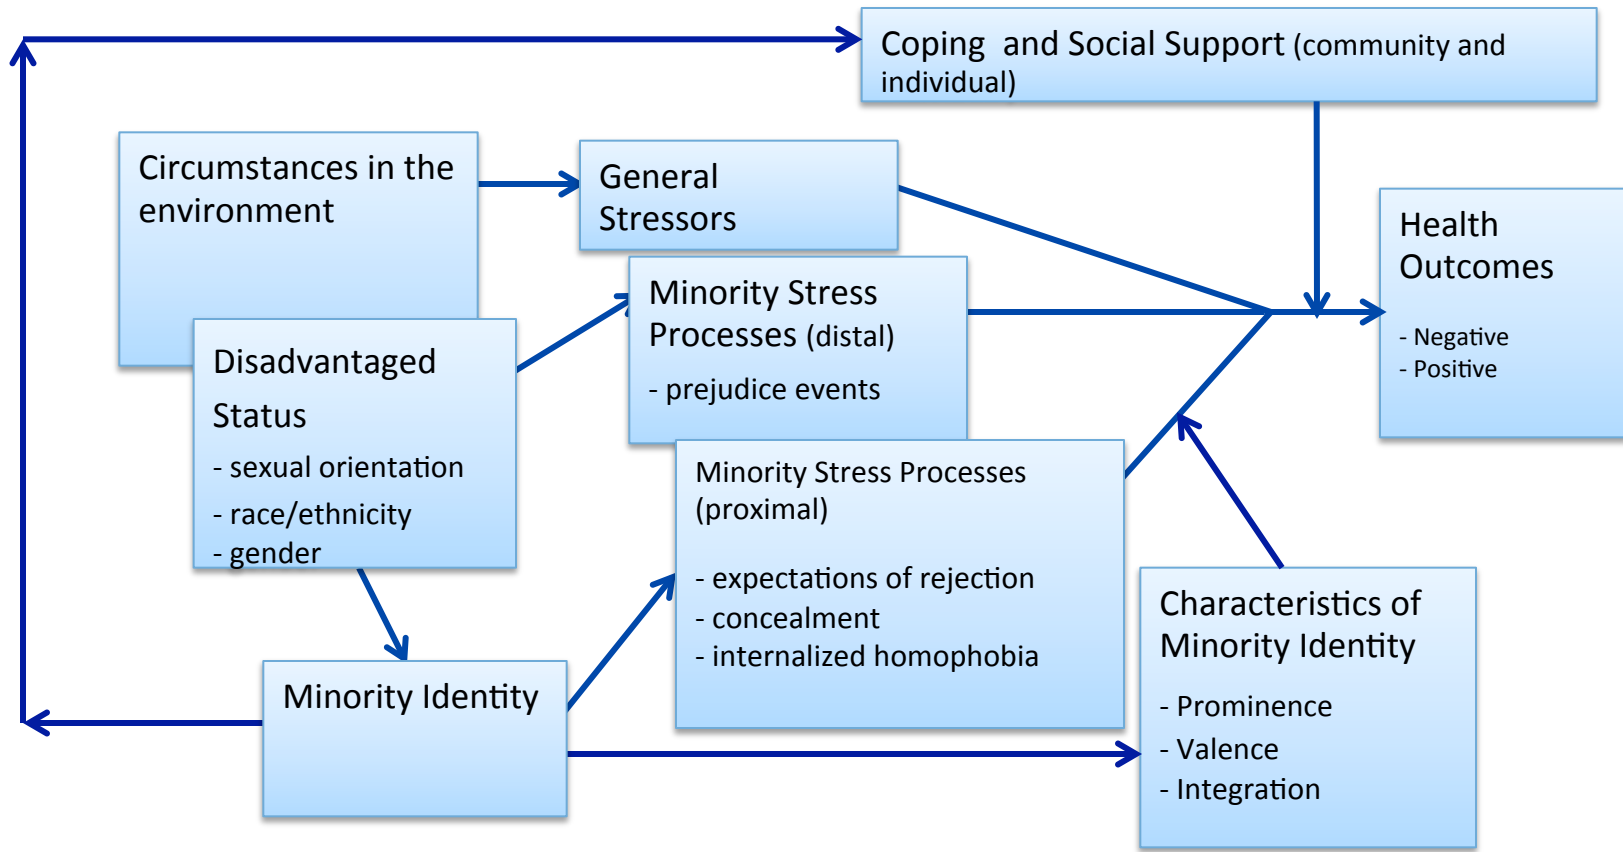 Coping  and Social Support (community and
individual)
Circumstances in the
environment
General
Stressors
Health
Outcomes
- Negative
- Positive
Minority Stress
Processes (distal)
- prejudice events
Disadvantaged
Status
- sexual orientation
- race/ethnicity
- gender
Minority Stress Processes
(proximal)
- expectations of rejection
- concealment
- internalized homophobia
Characteristics of
Minority Identity
- Prominence
- Valence
- Integration
Minority Identity